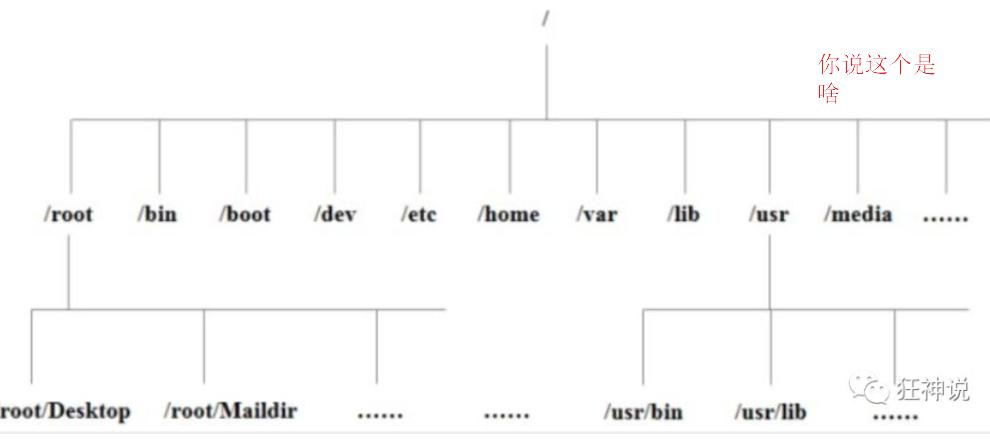 /
你说这个是
啥
/root /bin /boot /dev /etc /home /var /lib /usr /media ……
root/Desktop /root/Maildir …… …… /usr/bin /usr/lib ……
狂神说